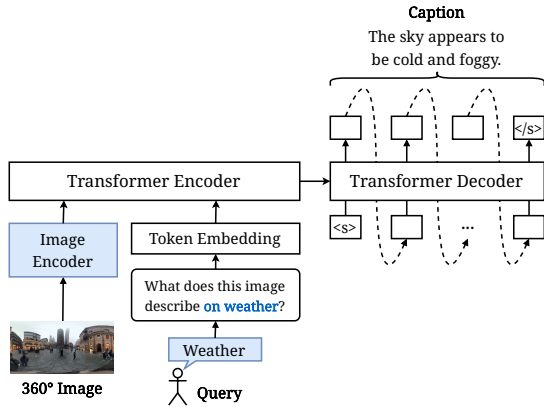 Caption
The sky appears to
be cold and foggy.
</s>
Transformer Encoder
Transformer Decoder
Image
Encoder
Token Embedding
<s>
...
What does this image
describe on weather?
Weather
360° Image
Query